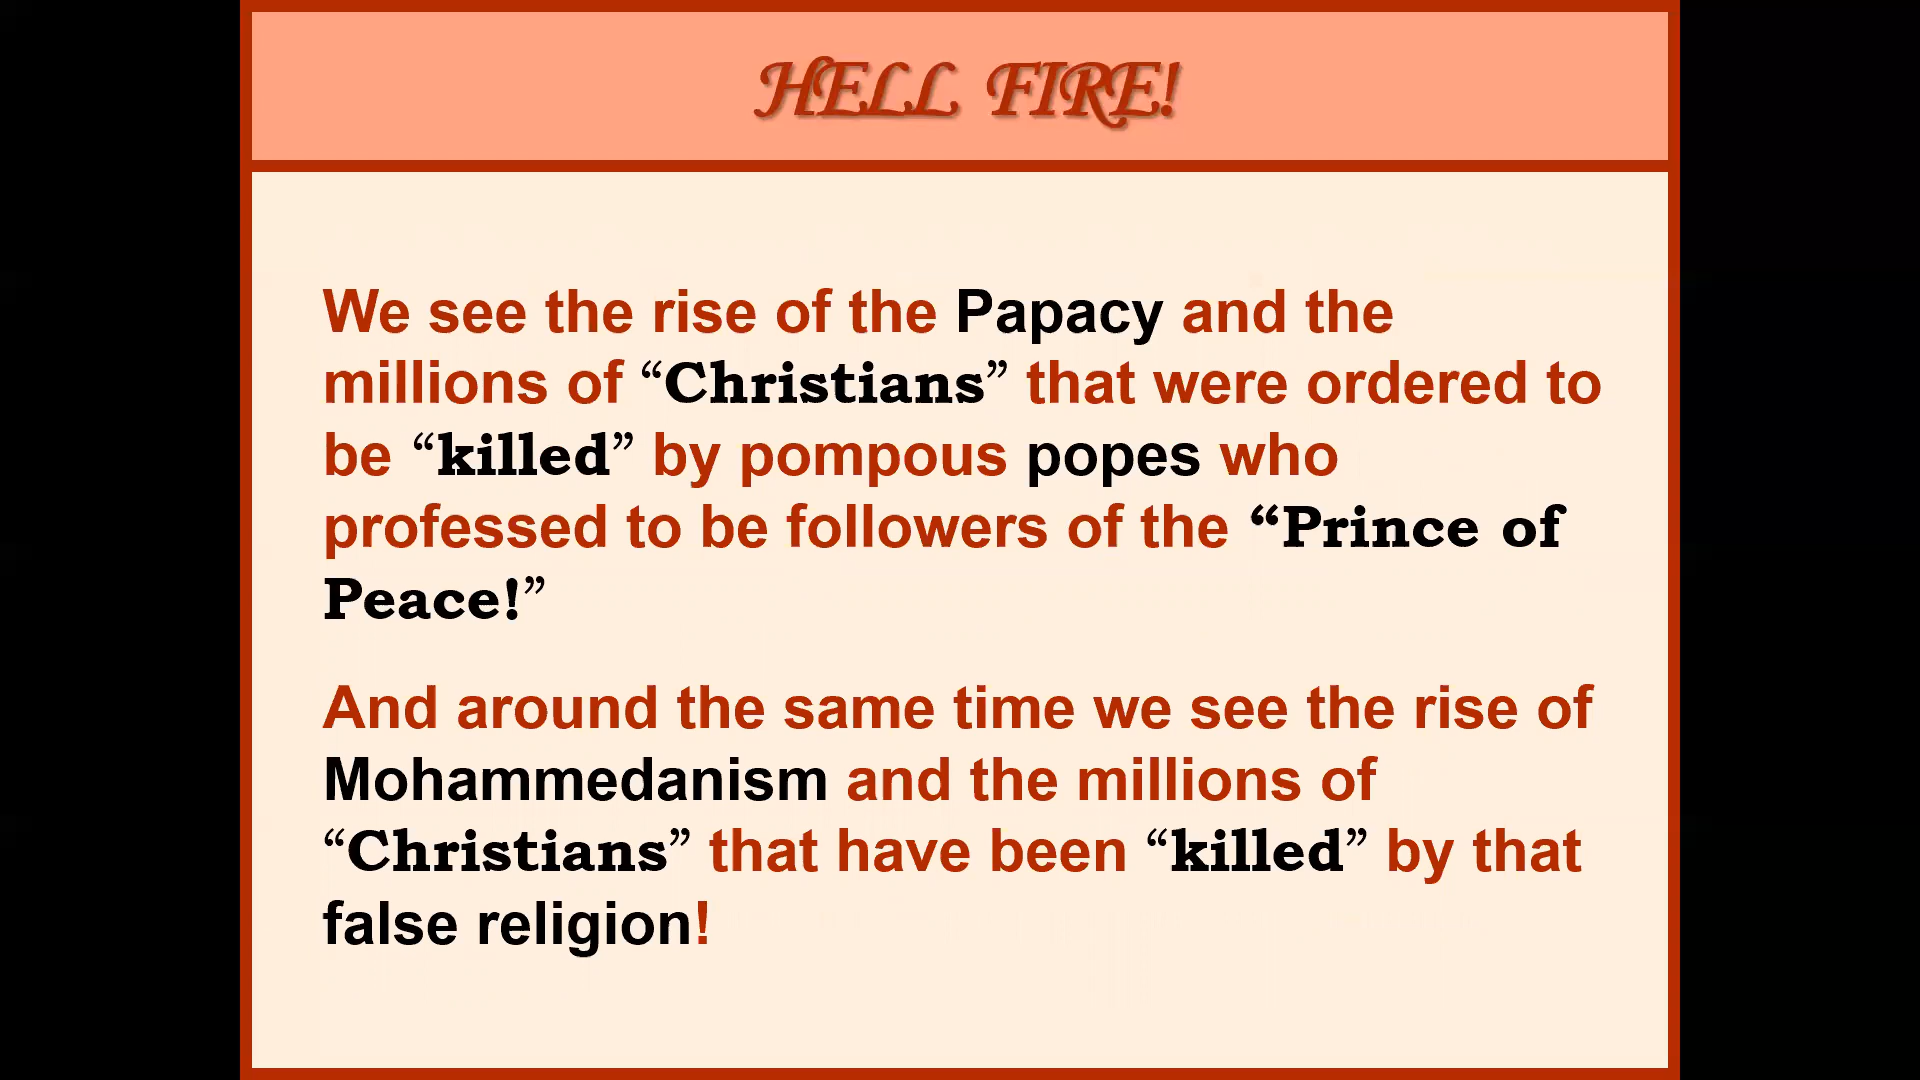 HELL FIRE!
We see the rise of the Papacy and the
millions of “Christians” that were ordered to
be “killed” by pompous popes who
professed to be followers of the “Prince of
Peace!”
And around the same time we see the rise of
Mohammedanism and the millions of
“Christians” that have been “killed” by that
false religion!